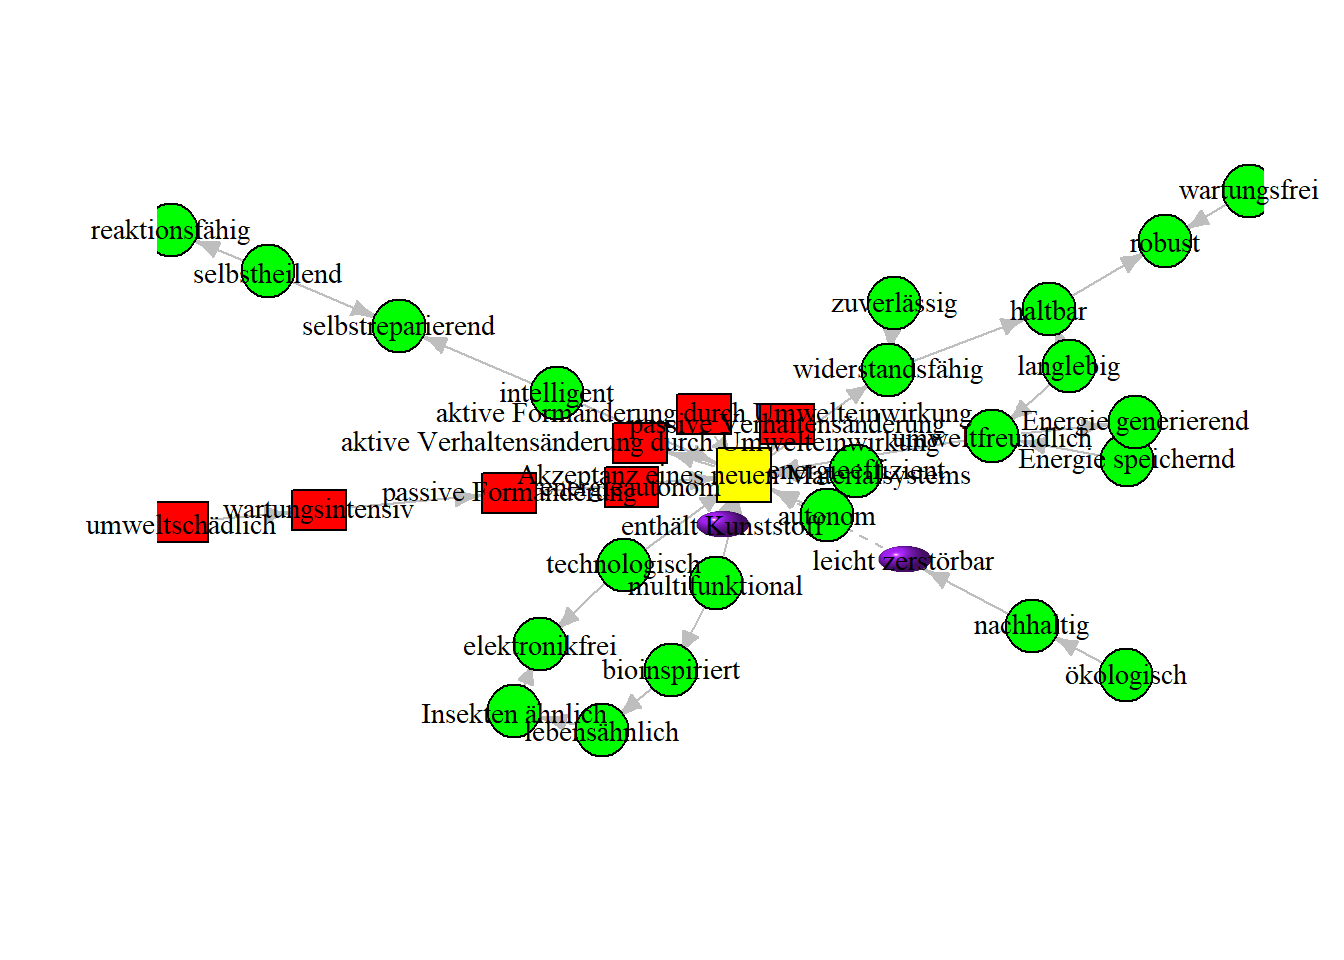 wartungsfrei
reaktionsfähig
robust
selbstheilend
zuverlässig
haltbar
selbstreparierend
widerstandsfähig
langlebig
intelligent
aktive Formänderung durch Umwelteinwirkung
passive Verhaltensänderung
Energie generierend
aktive Verhaltensänderung durch Umwelteinwirkung
umweltfreundlich
Energie speichernd
energieeffizient
Akzeptanz eines neuen Materialsystems
energieautonom
passive Formänderung
wartungsintensiv
umweltschädlich
enthält Kunststoff
autonom
leicht zerstörbar
technologisch
multifunktional
nachhaltig
elektronikfrei
bioinspiriert
ökologisch
Insekten ähnlich
lebensähnlich